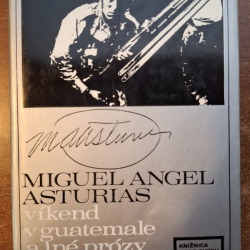 MIGUEL ANGEL
ASTURIAS
víkend
v guatemale
a iné prózy
KNIŽNICA